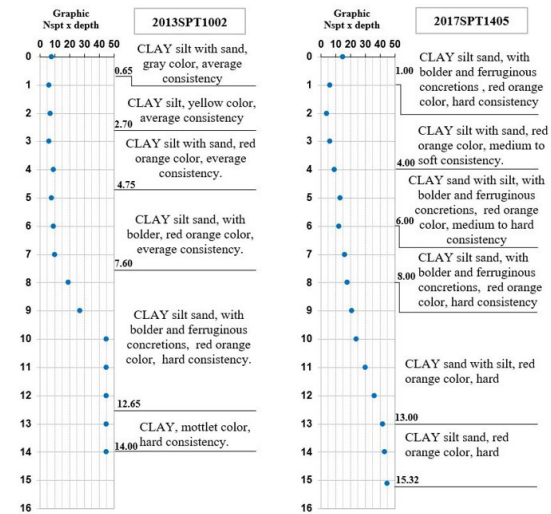 Graphic
Nspt x depth
2013SPT1002
0 10 20 30 40 50
0
1
2
3
4
5
6
7
8
9
10
11
12
13
14
15
16
CLAY silt with sand,
gray color, average
consistency
0.65
CLAY silt, yellow color,
average consistency
2.70
CLAY silt with sand, red
orange color, everage
consistency.
4.75
CLAY silt sand, with
bolder, red orange color,
everage consistency.
7.60
CLAY silt sand, with
bolder and ferruginous
concretions, red orange
color, hard consistency.
12.65
CLAY, mottlet color,
hard consistency.
14.00
Graphic
Nspt x depth
2017SPT1405
0 10 20 30 40 50
0
1
2
3
4
5
6
7
8
9
10
11
12
13
14
15
16
CLAY silt sand, with
bolder and ferruginous
concretions , red orange
color, hard consistency
1.00
CLAY silt with sand, red
orange color, medium to
soft consistency.
4.00
CLAY sand with silt, with
bolder and ferruginous
concretions, red orange
color, medium to hard
consistency
6.00
CLAY silt sand, with
bolder and ferruginous
concretions, red orange
color, hard consistency
8.00
CLAY sand with silt, red
orange color, hard
13.00
CLAY silt sand, red
orange color, hard
15.32